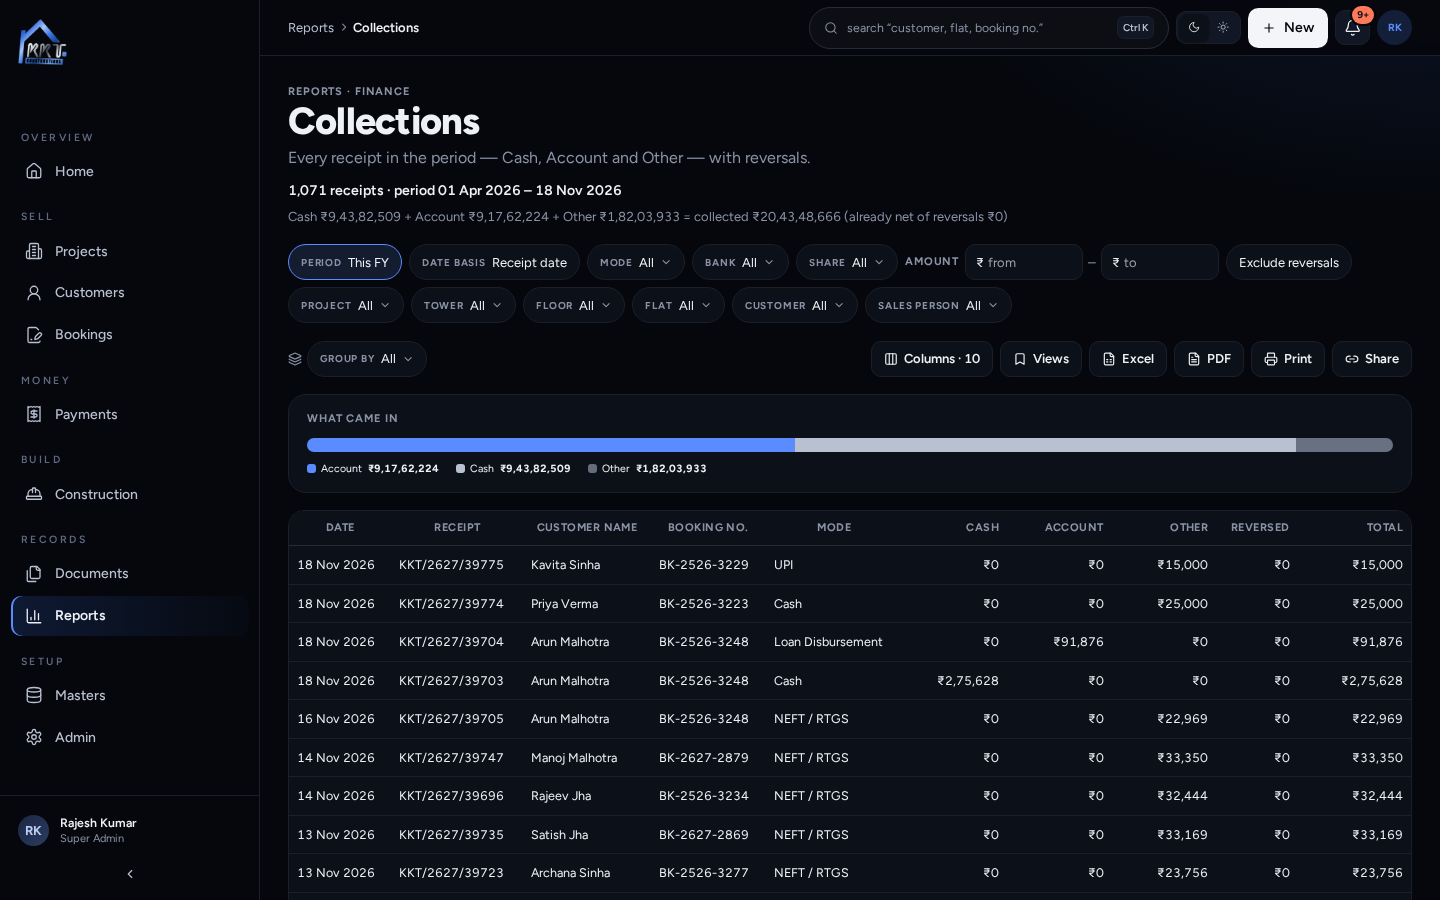 KKT
Reports > Collections
search “customer, flat, booking no.”
Ctrl K
+ New
9+
RK
OVERVIEW
Home
SELL
Projects
Customers
Bookings
MONEY
Payments
BUILD
Construction
RECORDS
Documents
Reports
SETUP
Masters
Admin
RK
Rajesh Kumar
Super Admin
REPORTS · FINANCE
Collections
Every receipt in the period — Cash, Account and Other — with reversals.
1,071 receipts · period 01 Apr 2026 – 18 Nov 2026
Cash ₹9,43,82,509 + Account ₹9,17,62,224 + Other ₹1,82,03,933 = collected ₹20,43,48,666 (already net of reversals ₹0)
PERIOD This FY DATE BASIS Receipt date MODE All BANK All SHARE All AMOUNT ₹ from – ₹ to Exclude reversals
PROJECT All TOWER All FLOOR All FLAT All CUSTOMER All SALES PERSON All
GROUP BY All Columns · 10 Views Excel PDF Print Share
WHAT CAME IN
Account ₹9,17,62,224 Cash ₹9,43,82,509 Other ₹1,82,03,933
DATE RECEIPT CUSTOMER NAME BOOKING NO. MODE CASH ACCOUNT OTHER REVERSED TOTAL
18 Nov 2026 KKT/2627/39775 Kavita Sinha BK-2526-3229 UPI ₹0 ₹0 ₹15,000 ₹0 ₹15,000
18 Nov 2026 KKT/2627/39774 Priya Verma BK-2526-3223 Cash ₹0 ₹0 ₹25,000 ₹0 ₹25,000
18 Nov 2026 KKT/2627/39704 Arun Malhotra BK-2526-3248 Loan Disbursement ₹0 ₹91,876 ₹0 ₹0 ₹91,876
18 Nov 2026 KKT/2627/39703 Arun Malhotra BK-2526-3248 Cash ₹2,75,628 ₹0 ₹0 ₹0 ₹2,75,628
16 Nov 2026 KKT/2627/39705 Arun Malhotra BK-2526-3248 NEFT / RTGS ₹0 ₹0 ₹22,969 ₹0 ₹22,969
14 Nov 2026 KKT/2627/39747 Manoj Malhotra BK-2627-2879 NEFT / RTGS ₹0 ₹0 ₹33,350 ₹0 ₹33,350
14 Nov 2026 KKT/2627/39696 Rajeev Jha BK-2526-3234 NEFT / RTGS ₹0 ₹0 ₹32,444 ₹0 ₹32,444
13 Nov 2026 KKT/2627/39735 Satish Jha BK-2627-2869 NEFT / RTGS ₹0 ₹0 ₹33,169 ₹0 ₹33,169
13 Nov 2026 KKT/2627/39723 Archana Sinha BK-2526-3277 NEFT / RTGS ₹0 ₹0 ₹23,756 ₹0 ₹23,756